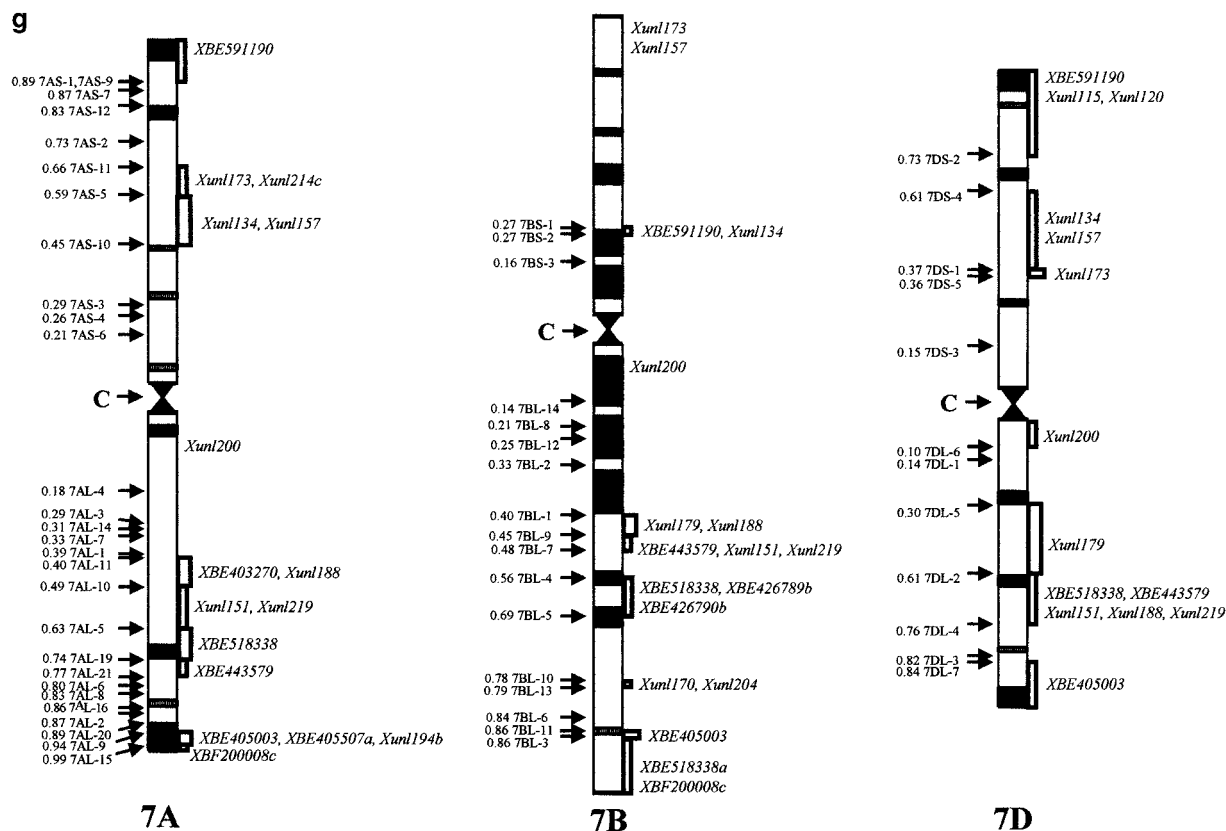 g
XBE591190
0.89 7AS-1,7AS-9
0.87 7AS-7
0.83 7AS-12
0.73 7AS-2
0.66 7AS-11
Xunl173, Xunl214c
0.59 7AS-5
Xunl134, Xunl157
0.45 7AS-10
0.29 7AS-3
0.26 7AS-4
0.21 7AS-6
C
Xunl200
0.18 7AL-4
0.29 7AL-3
0.31 7AL-14
0.33 7AL-7
0.39 7AL-1
0.40 7AL-11
XBE403270, Xunl188
0.49 7AL-10
Xunl151, Xunl219
0.63 7AL-5
XBE518338
0.74 7AL-19
XBE443579
0.77 7AL-21
0.80 7AL-6
0.83 7AL-8
0.86 7AL-16
0.87 7AL-2
0.89 7AL-20
XBE405003, XBE405507a, Xunl194b
0.94 7AL-9
XBF200008c
0.99 7AL-15
7A
Xunl173
Xunl157
0.27 7BS-1
0.27 7BS-2
XBE591190, Xunl134
0.16 7BS-3
C
Xunl200
0.14 7BL-14
0.21 7BL-8
0.25 7BL-12
0.33 7BL-2
0.40 7BL-1
Xunl179, Xunl188
0.45 7BL-9
0.48 7BL-7
XBE443579, Xunl151, Xunl219
0.56 7BL-4
XBE518338, XBE426789b
XBE426790b
0.69 7BL-5
0.78 7BL-10
0.79 7BL-13
Xunl170, Xunl204
0.84 7BL-6
0.86 7BL-11
0.86 7BL-3
XBE405003
XBE518338a
XBF200008c
7B
XBE591190
Xunl115, Xunl120
0.73 7DS-2
0.61 7DS-4
Xunl134
Xunl157
0.37 7DS-1
0.36 7DS-5
Xunl173
0.15 7DS-3
C
Xunl200
0.10 7DL-6
0.14 7DL-1
0.30 7DL-5
Xunl179
0.61 7DL-2
XBE518338, XBE443579
Xunl151, Xunl188, Xunl219
0.76 7DL-4
0.82 7DL-3
0.84 7DL-7
XBE405003
7D